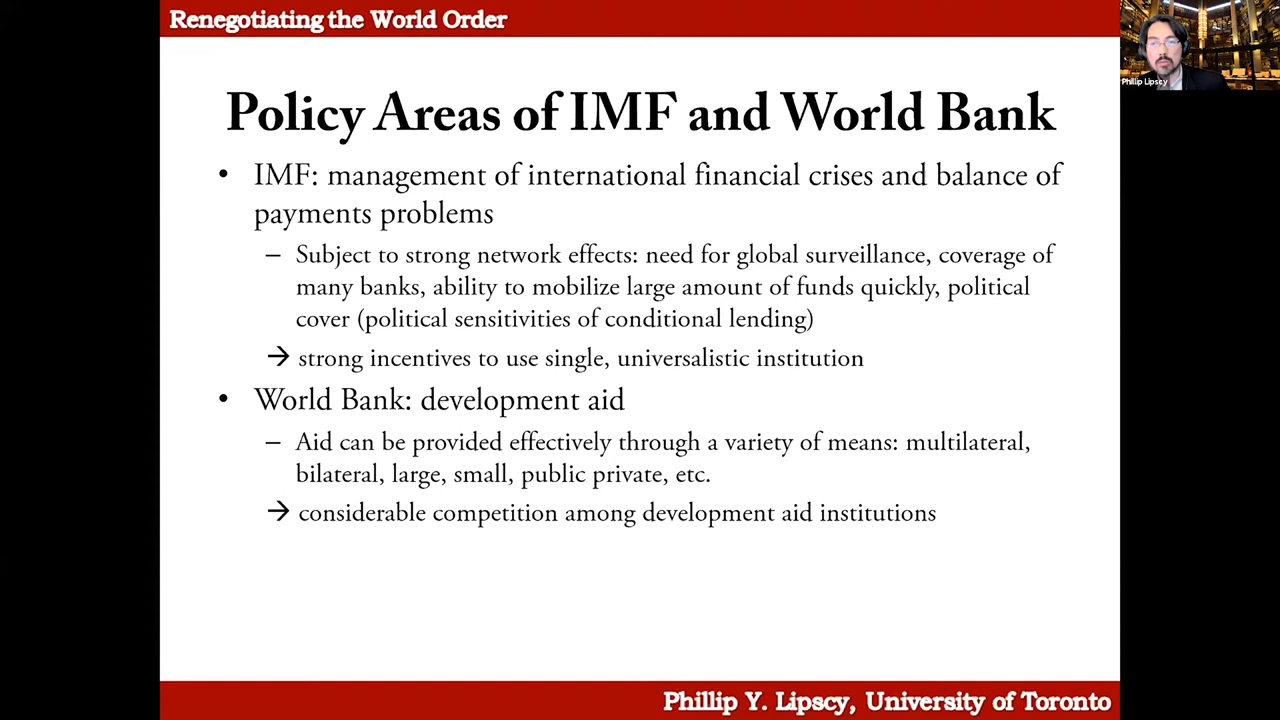 Renegotiating the World Order
Phillip Lipscy
Policy Areas of IMF and World Bank
• IMF: management of international financial crises and balance of
payments problems
– Subject to strong network effects: need for global surveillance, coverage of
many banks, ability to mobilize large amount of funds quickly, political
cover (political sensitivities of conditional lending)
→ strong incentives to use single, universalistic institution
• World Bank: development aid
– Aid can be provided effectively through a variety of means: multilateral,
bilateral, large, small, public private, etc.
→ considerable competition among development aid institutions
Phillip Y. Lipscy, University of Toronto